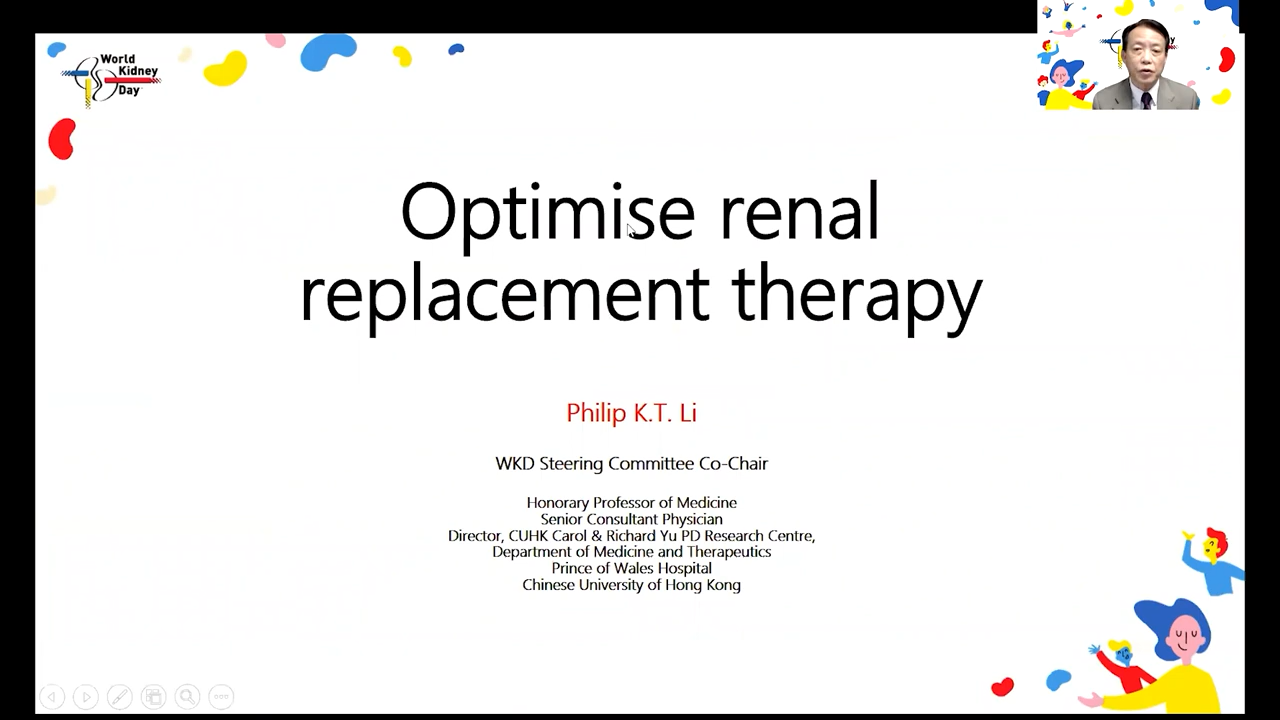 World
Kidney
Day
Optimise renal
replacement therapy
Philip K.T. Li
WKD Steering Committee Co-Chair
Honorary Professor of Medicine
Senior Consultant Physician
Director, CUHK Carol & Richard Yu PD Research Centre,
Department of Medicine and Therapeutics
Prince of Wales Hospital
Chinese University of Hong Kong